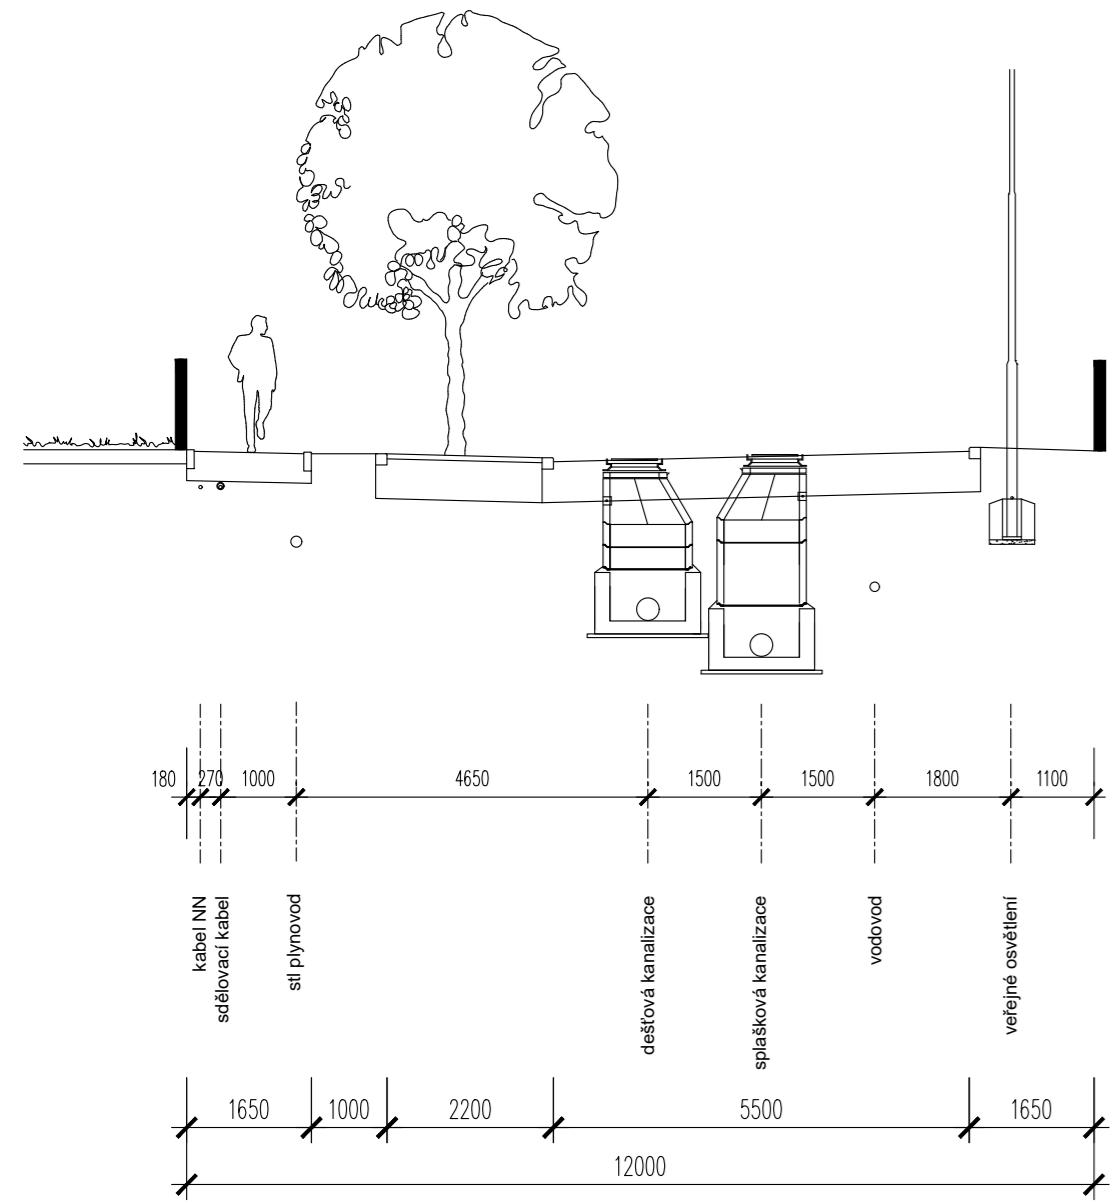 180 270 1000 4650 1500 1500 1800 1100
kabel NN
sdělovací kabel
stl plynovod
dešťová kanalizace
splašková kanalizace
vodovod
veřejné osvětlení
1650 1000 2200 5500 1650
12000